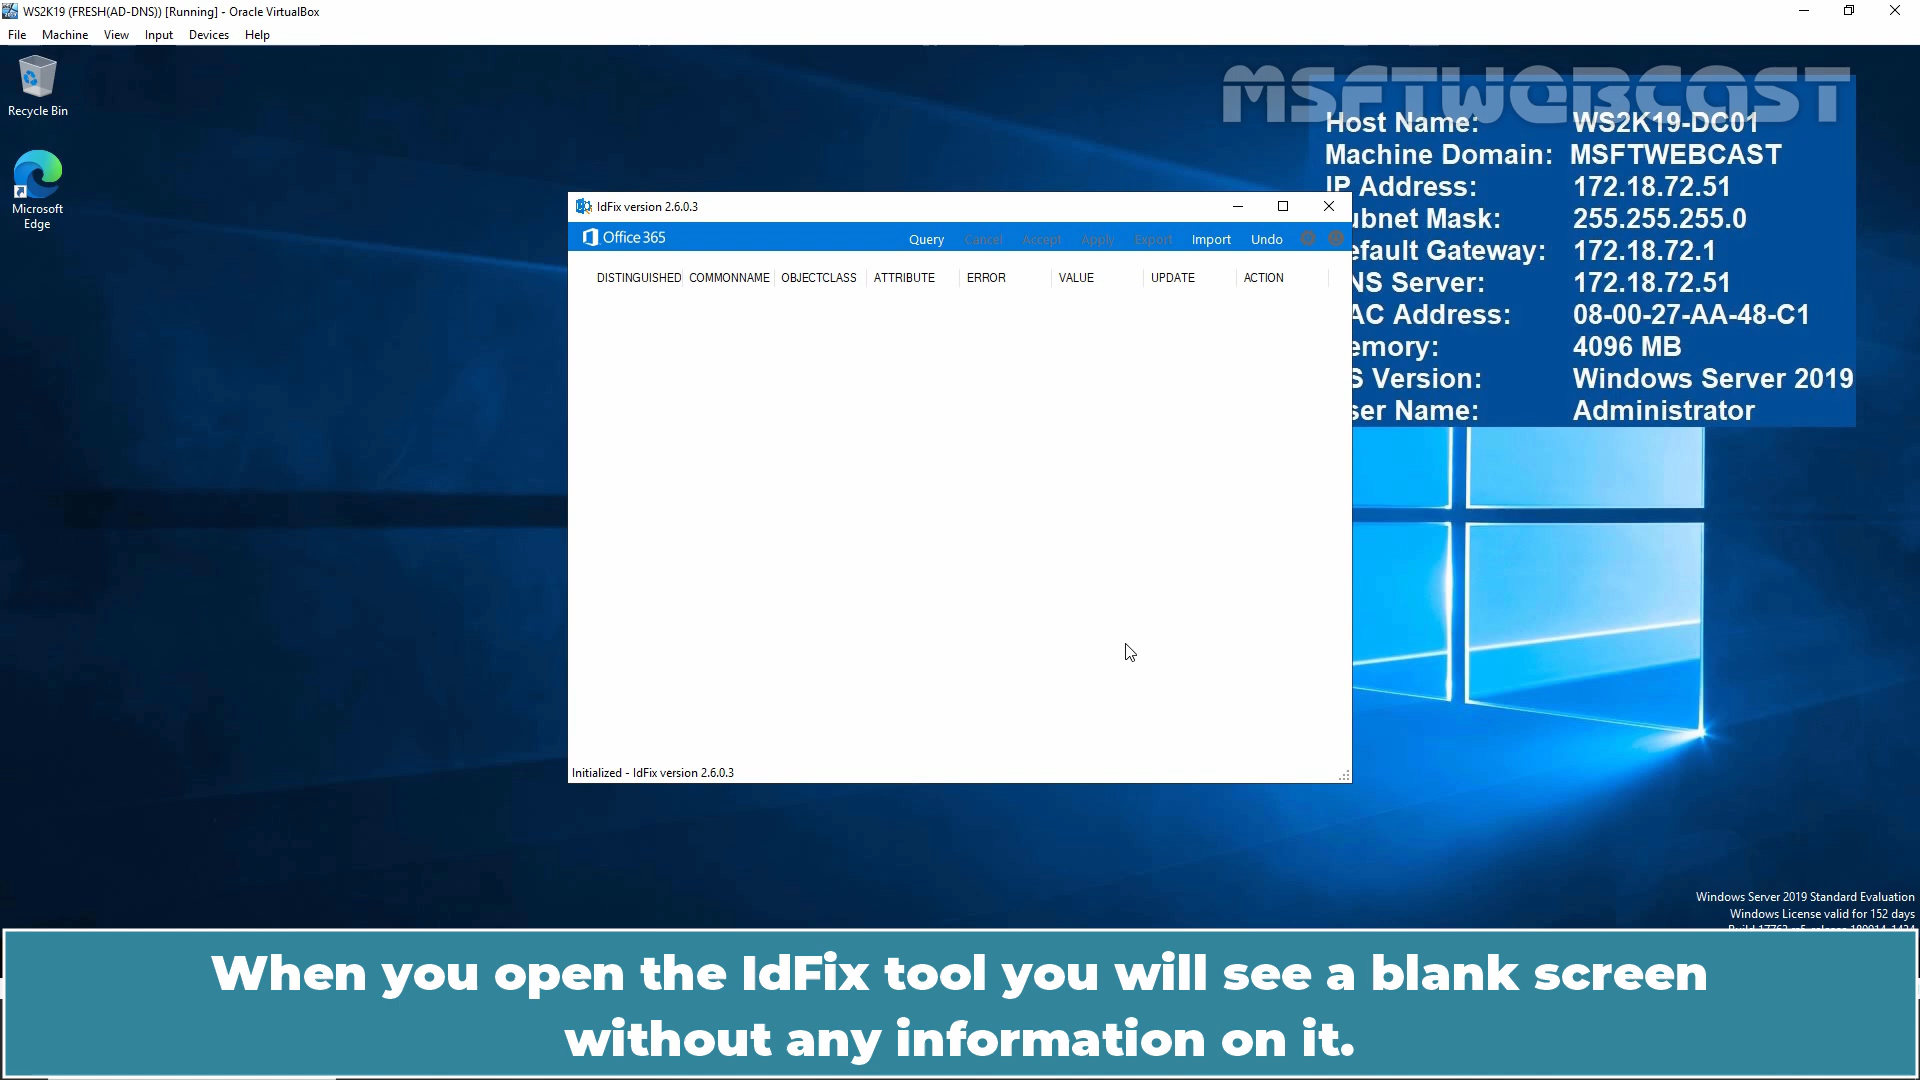 WS2K19 (FRESH(AD-DNS)) [Running] - Oracle VirtualBox
File Machine View Input Devices Help
Recycle Bin
Microsoft
Edge
MSFTWEBCAST
Host Name: WS2K19-DC01
Machine Domain: MSFTWEBCAST
IP Address: 172.18.72.51
ubnet Mask: 255.255.255.0
efault Gateway: 172.18.72.1
NS Server: 172.18.72.51
AC Address: 08-00-27-AA-48-C1
emory: 4096 MB
S Version: Windows Server 2019
ser Name: Administrator
IdFix version 2.6.0.3
Office 365
Query Cancel Accept Apply Export Import Undo
DISTINGUISHED COMMONNAME OBJECTCLASS ATTRIBUTE ERROR VALUE UPDATE ACTION
Initialized - IdFix version 2.6.0.3
Windows Server 2019 Standard Evaluation
Windows License valid for 152 days
When you open the IdFix tool you will see a blank screen
without any information on it.